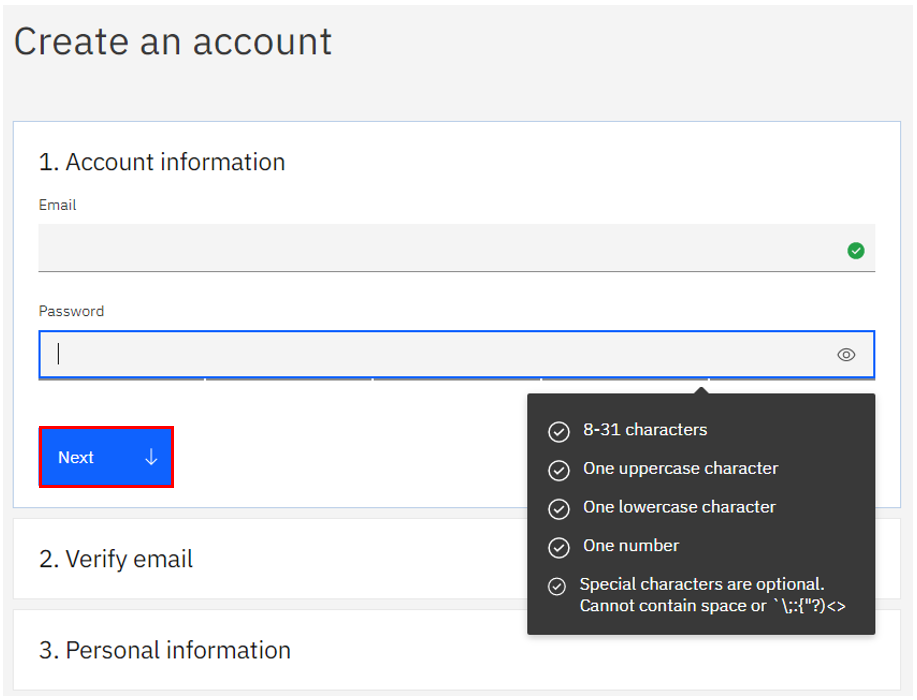 Create an account
1. Account information
Email
Password
Next
8-31 characters
One uppercase character
One lowercase character
One number
Special characters are optional.
Cannot contain space or `\;:{"?)<>
2. Verify email
3. Personal information